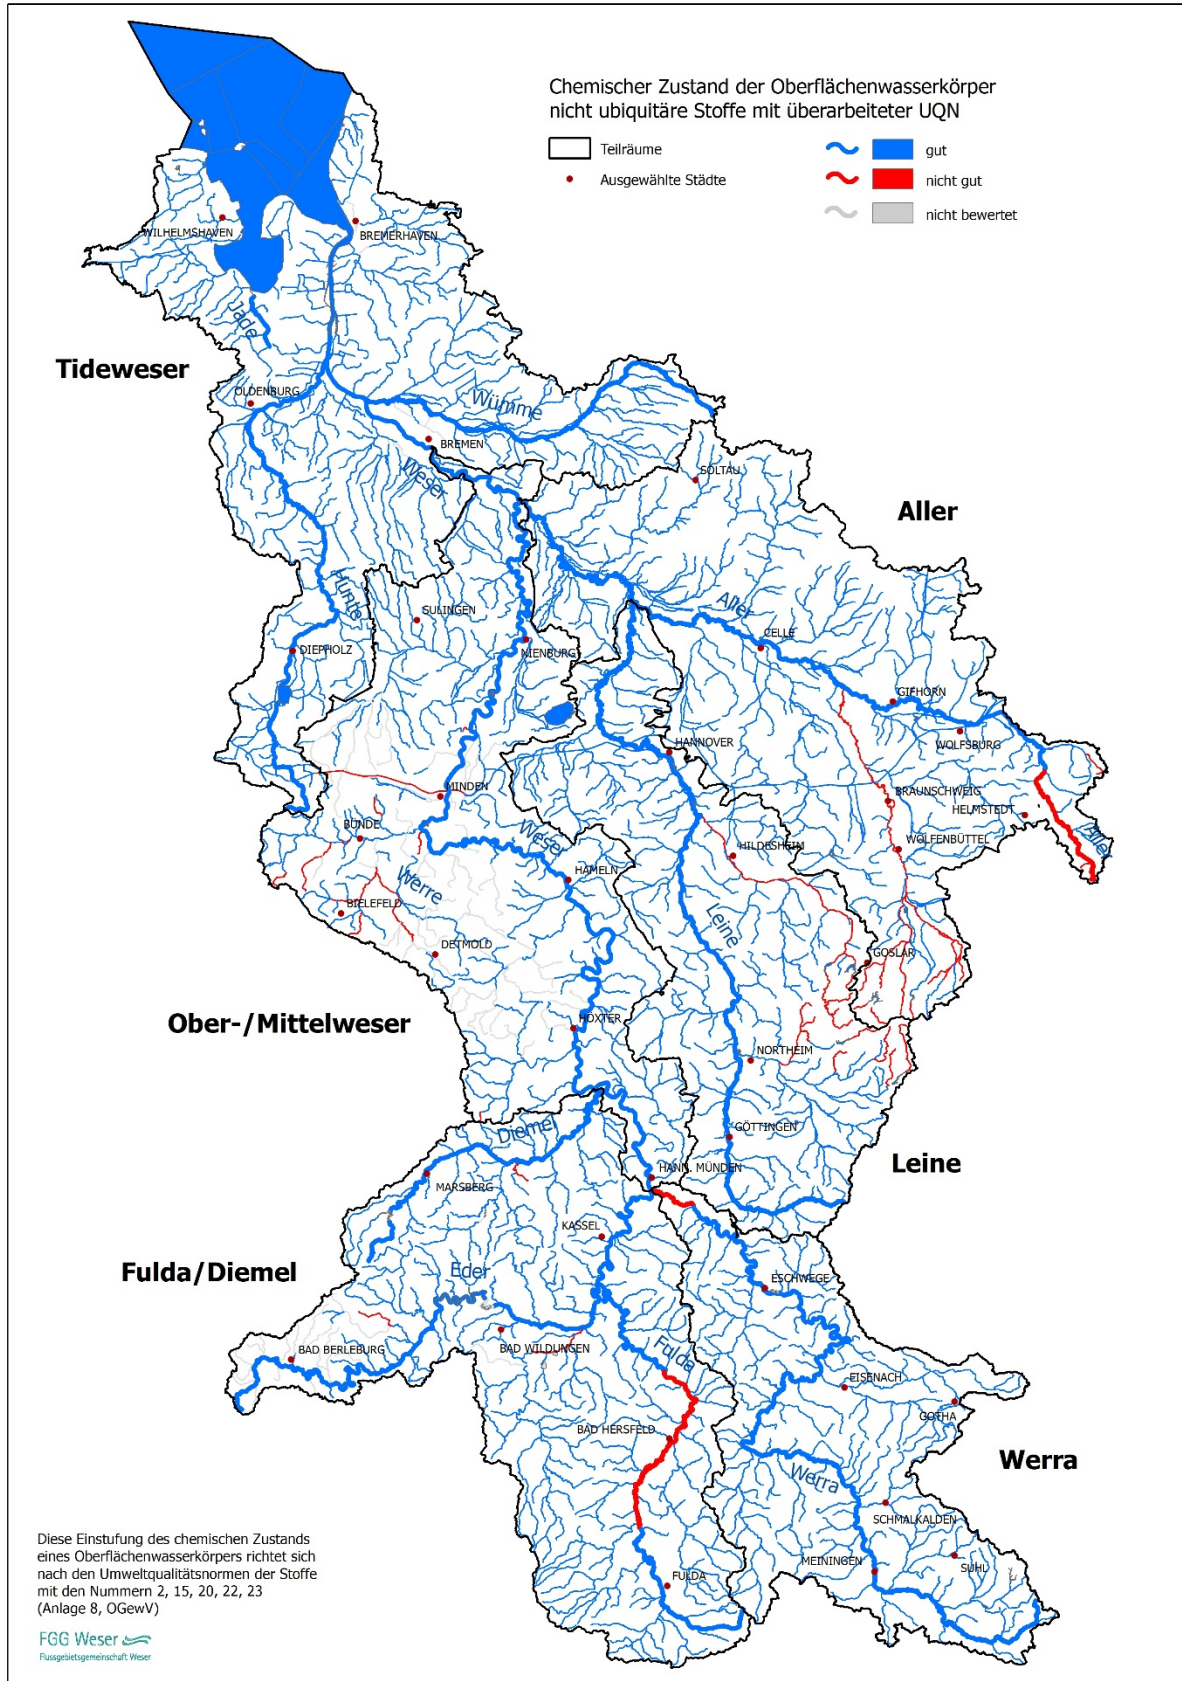 Chemischer Zustand der Oberflächenwasserkörper
nicht ubiquitäre Stoffe mit überarbeiteter UQN
Teilräume
gut
Ausgewählte Städte
nicht gut
nicht bewertet
WILHELMSHAVEN
BREMERHAVEN
Jade
Tideweser
OLDENBURG
Wümme
BREMEN
Weser
SOLTAU
Aller
Hunte
Aller
SULINGEN
CELLE
DIEPHOLZ
NIENBURG
GIFHORN
WOLFSBURG
HANNOVER
MINDEN
BRAUNSCHWEIG
HELMSTEDT
BÜNDE
Weser
HILDESHEIM
WOLFENBÜTTEL
Aller
Werre
HAMELN
BIELEFELD
Leine
DETMOLD
GOSLAR
Ober-/Mittelweser
HÖXTER
NORTHEIM
Diemel
GÖTTINGEN
Leine
HANN. MÜNDEN
MARSBERG
KASSEL
Fulda/Diemel
Eder
ESCHWEGE
BAD WILDUNGEN
Fulda
BAD BERLEBURG
EISENACH
GOTHA
BAD HERSFELD
Werra
Werra
SCHMALKALDEN
MEININGEN
SUHL
FULDA
Diese Einstufung des chemischen Zustands
eines Oberflächenwasserkörpers richtet sich
nach den Umweltqualitätsnormen der Stoffe
mit den Nummern 2, 15, 20, 22, 23
(Anlage 8, OGewV)
FGG Weser
Flussgebietsgemeinschaft Weser